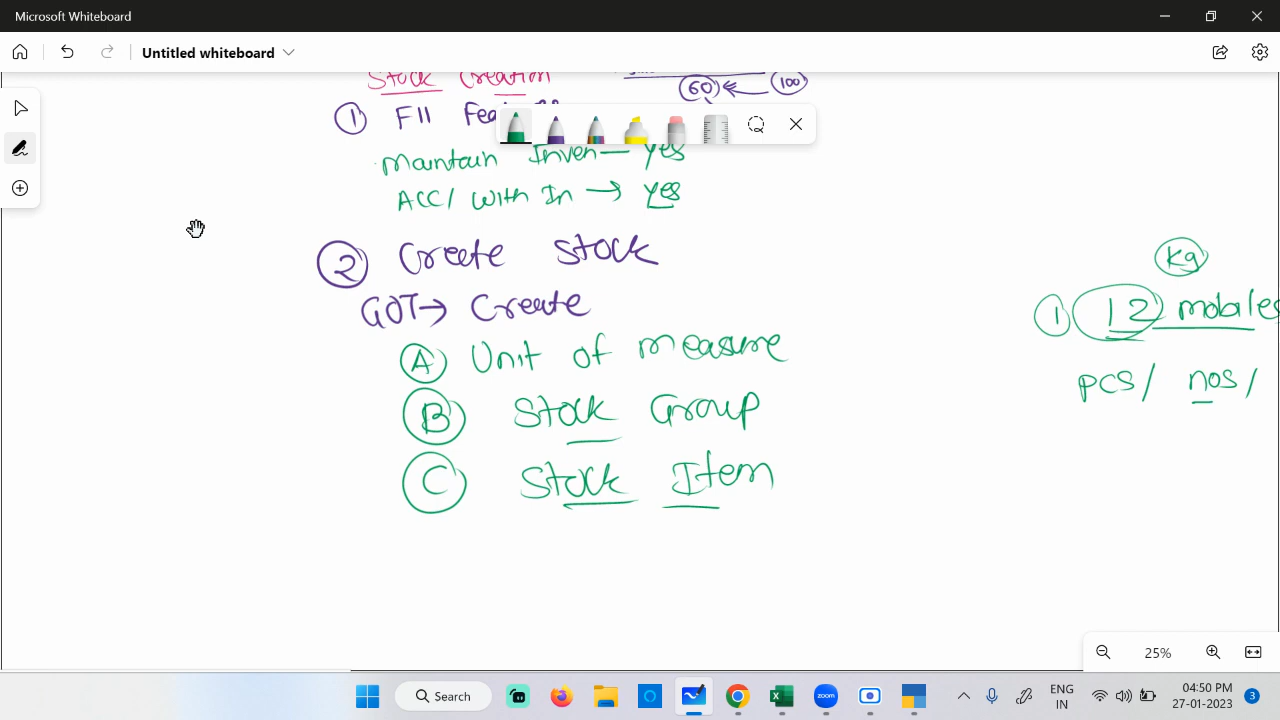 Microsoft Whiteboard
Untitled whiteboard
Stock Creation
60 100
1 F11
Maintain Inven — Yes
ACC/ With In → Yes
2 Create Stock
GOT → Create
A Unit of measure
B Stock Group
C Stock Item
Kg
1 12 mobiles
pcs/ nos/
25%
Search
zoom
ENG
IN
04:50 PM
27-01-2023
3